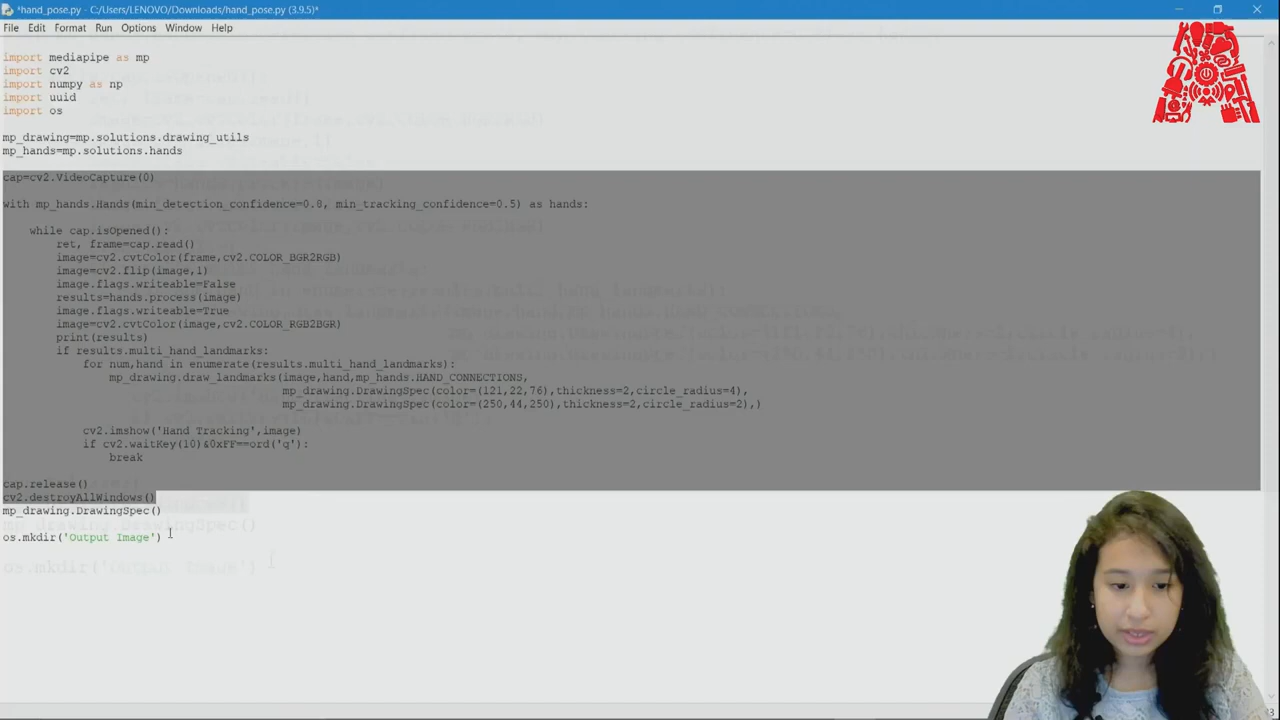 *hand_pose.py - C:/Users/LENOVO/Downloads/hand_pose.py (3.9.5)*
File Edit Format Run Options Window Help
import mediapipe as mp
import cv2
import numpy as np
import uuid
import os
mp_drawing=mp.solutions.drawing_utils
mp_hands=mp.solutions.hands
cap=cv2.VideoCapture(0)
with mp_hands.Hands(min_detection_confidence=0.8, min_tracking_confidence=0.5) as hands:
while cap.isOpened():
ret, frame=cap.read()
image=cv2.cvtColor(frame,cv2.COLOR_BGR2RGB)
image=cv2.flip(image,1)
image.flags.writeable=False
results=hands.process(image)
image.flags.writeable=True
image=cv2.cvtColor(image,cv2.COLOR_RGB2BGR)
print(results)
if results.multi_hand_landmarks:
for num,hand in enumerate(results.multi_hand_landmarks):
mp_drawing.draw_landmarks(image,hand,mp_hands.HAND_CONNECTIONS,
mp_drawing.DrawingSpec(color=(121,22,76),thickness=2,circle_radius=4),
mp_drawing.DrawingSpec(color=(250,44,250),thickness=2,circle_radius=2),)
cv2.imshow('Hand Tracking',image)
if cv2.waitKey(10)&0xFF==ord('q'):
break
cap.release()
cv2.destroyAllWindows()
mp_drawing.DrawingSpec()
os.mkdir('Output Image')